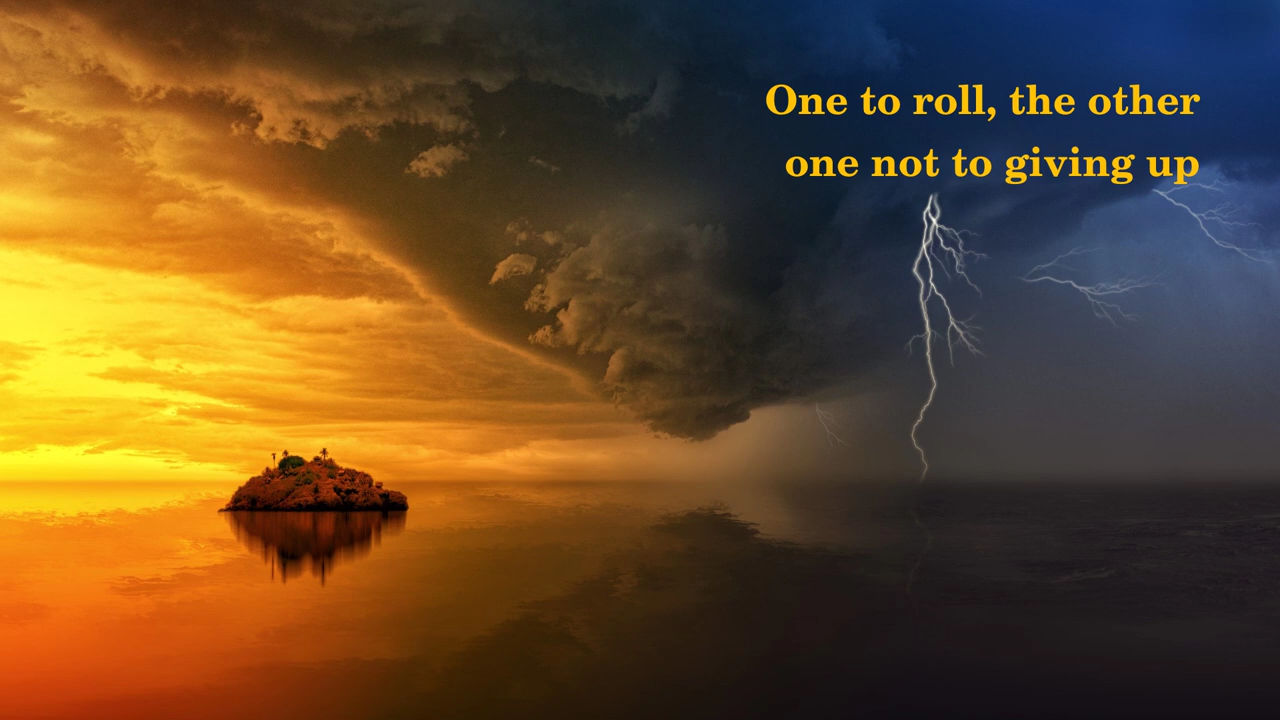 One to roll, the other
one not to giving up